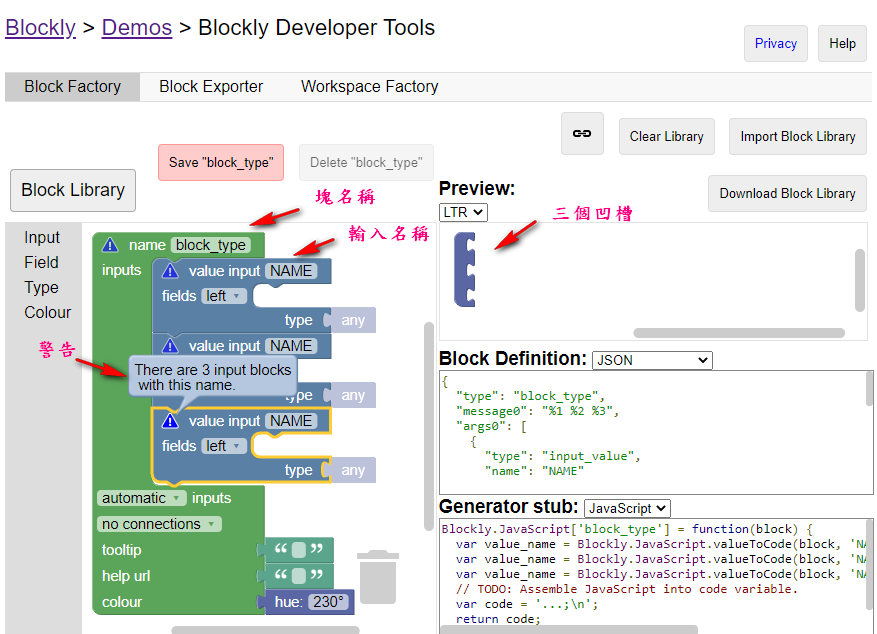 Blockly > Demos > Blockly Developer Tools
Privacy
Help
Block Factory
Block Exporter
Workspace Factory
Clear Library
Import Block Library
Save "block_type"
Delete "block_type"
Block Library
Download Block Library
塊名稱
Preview:
LTR
三個凹槽
輸入名稱
Input
Field
Type
Colour
name block_type
inputs
value input NAME
fields left
type any
value input NAME
警告
There are 3 input blocks
with this name.
type any
value input NAME
fields left
type any
automatic inputs
no connections
tooltip “ ”
help url “ ”
colour hue: 230°
Block Definition: JSON
{
"type": "block_type",
"message0": "%1 %2 %3",
"args0": [
{
"type": "input_value",
"name": "NAME"
Generator stub: JavaScript
Blockly.JavaScript['block_type'] = function(block) {
var value_name = Blockly.JavaScript.valueToCode(block, 'NA
var value_name = Blockly.JavaScript.valueToCode(block, 'NA
var value_name = Blockly.JavaScript.valueToCode(block, 'NA
// TODO: Assemble JavaScript into code variable.
var code = '...;\n';
return code;